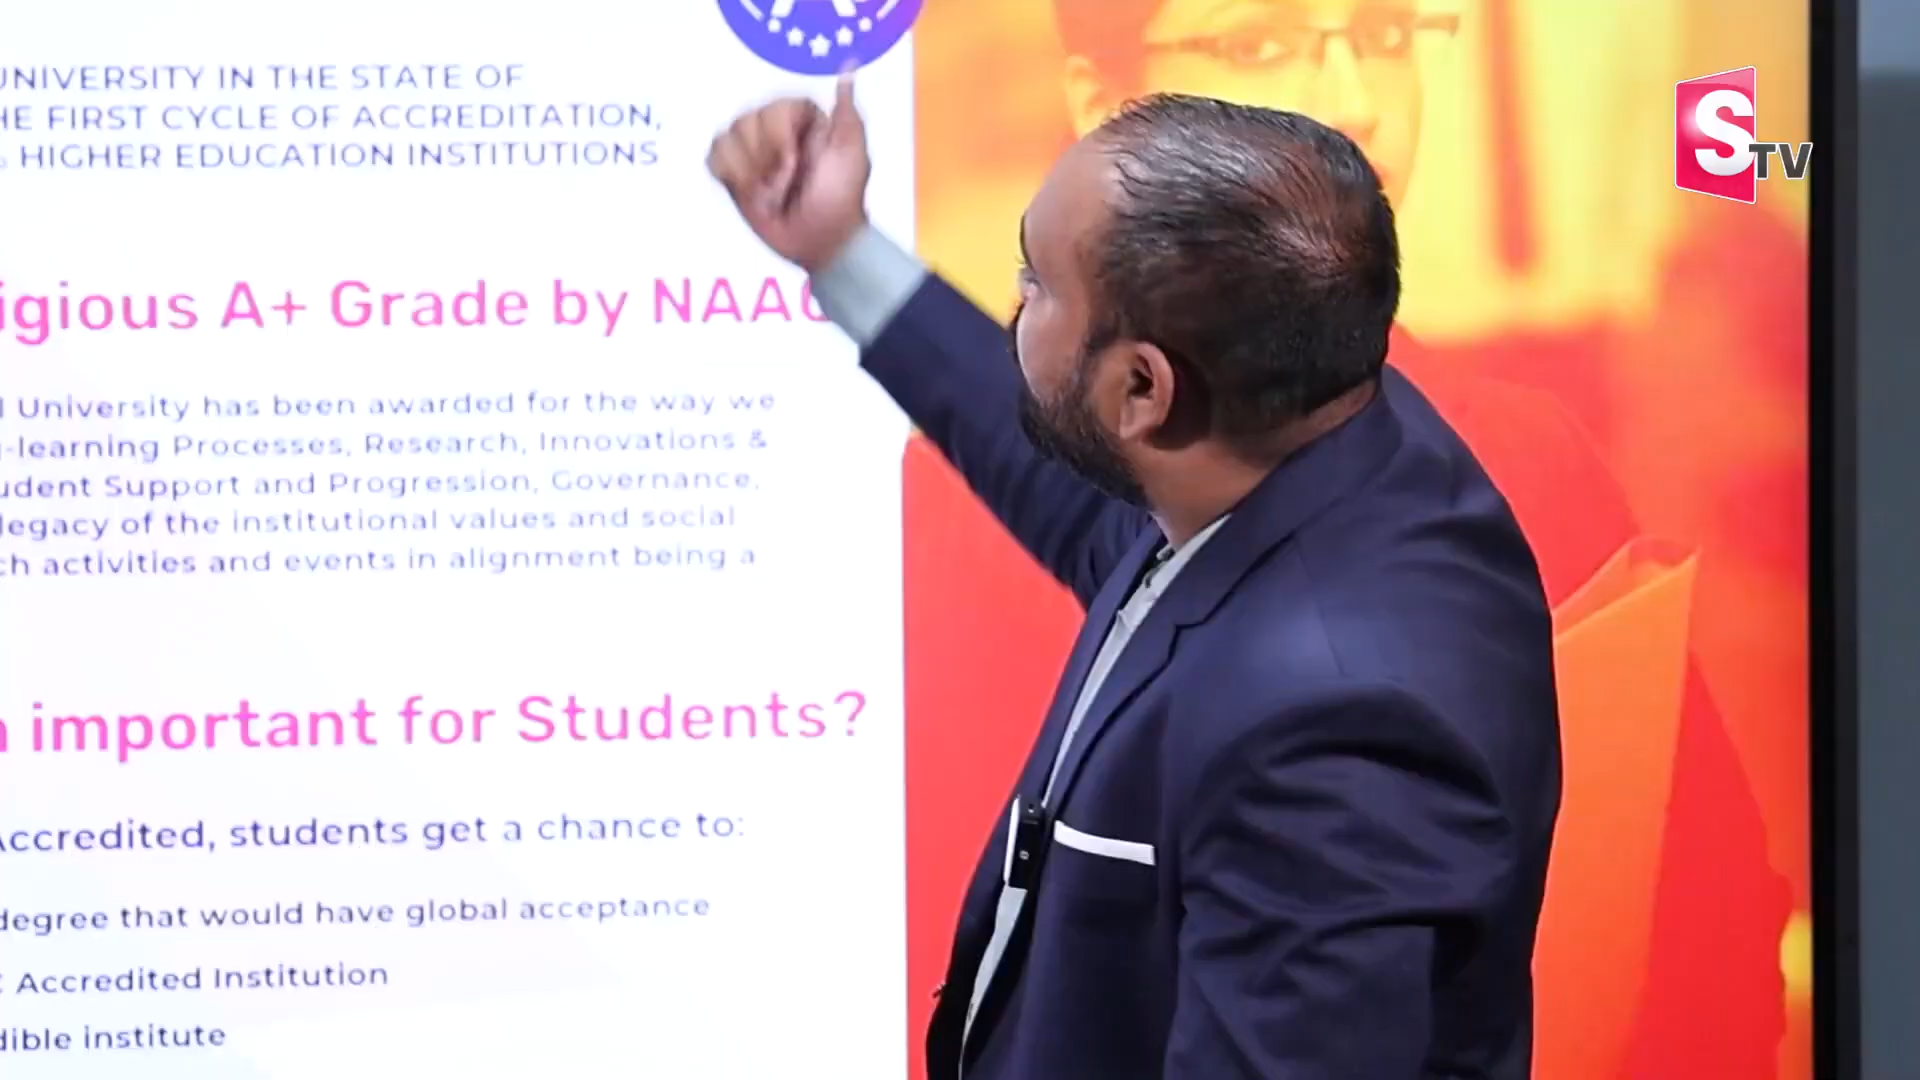 UNIVERSITY IN THE STATE OF
HE FIRST CYCLE OF ACCREDITATION,
HIGHER EDUCATION INSTITUTIONS
STV
igious A+ Grade by NAAC
University has been awarded for the way we
-learning Processes, Research, Innovations &
udent Support and Progression, Governance,
legacy of the institutional values and social
ch activities and events in alignment being a
important for Students?
Accredited, students get a chance to:
degree that would have global acceptance
Accredited Institution
dible institute